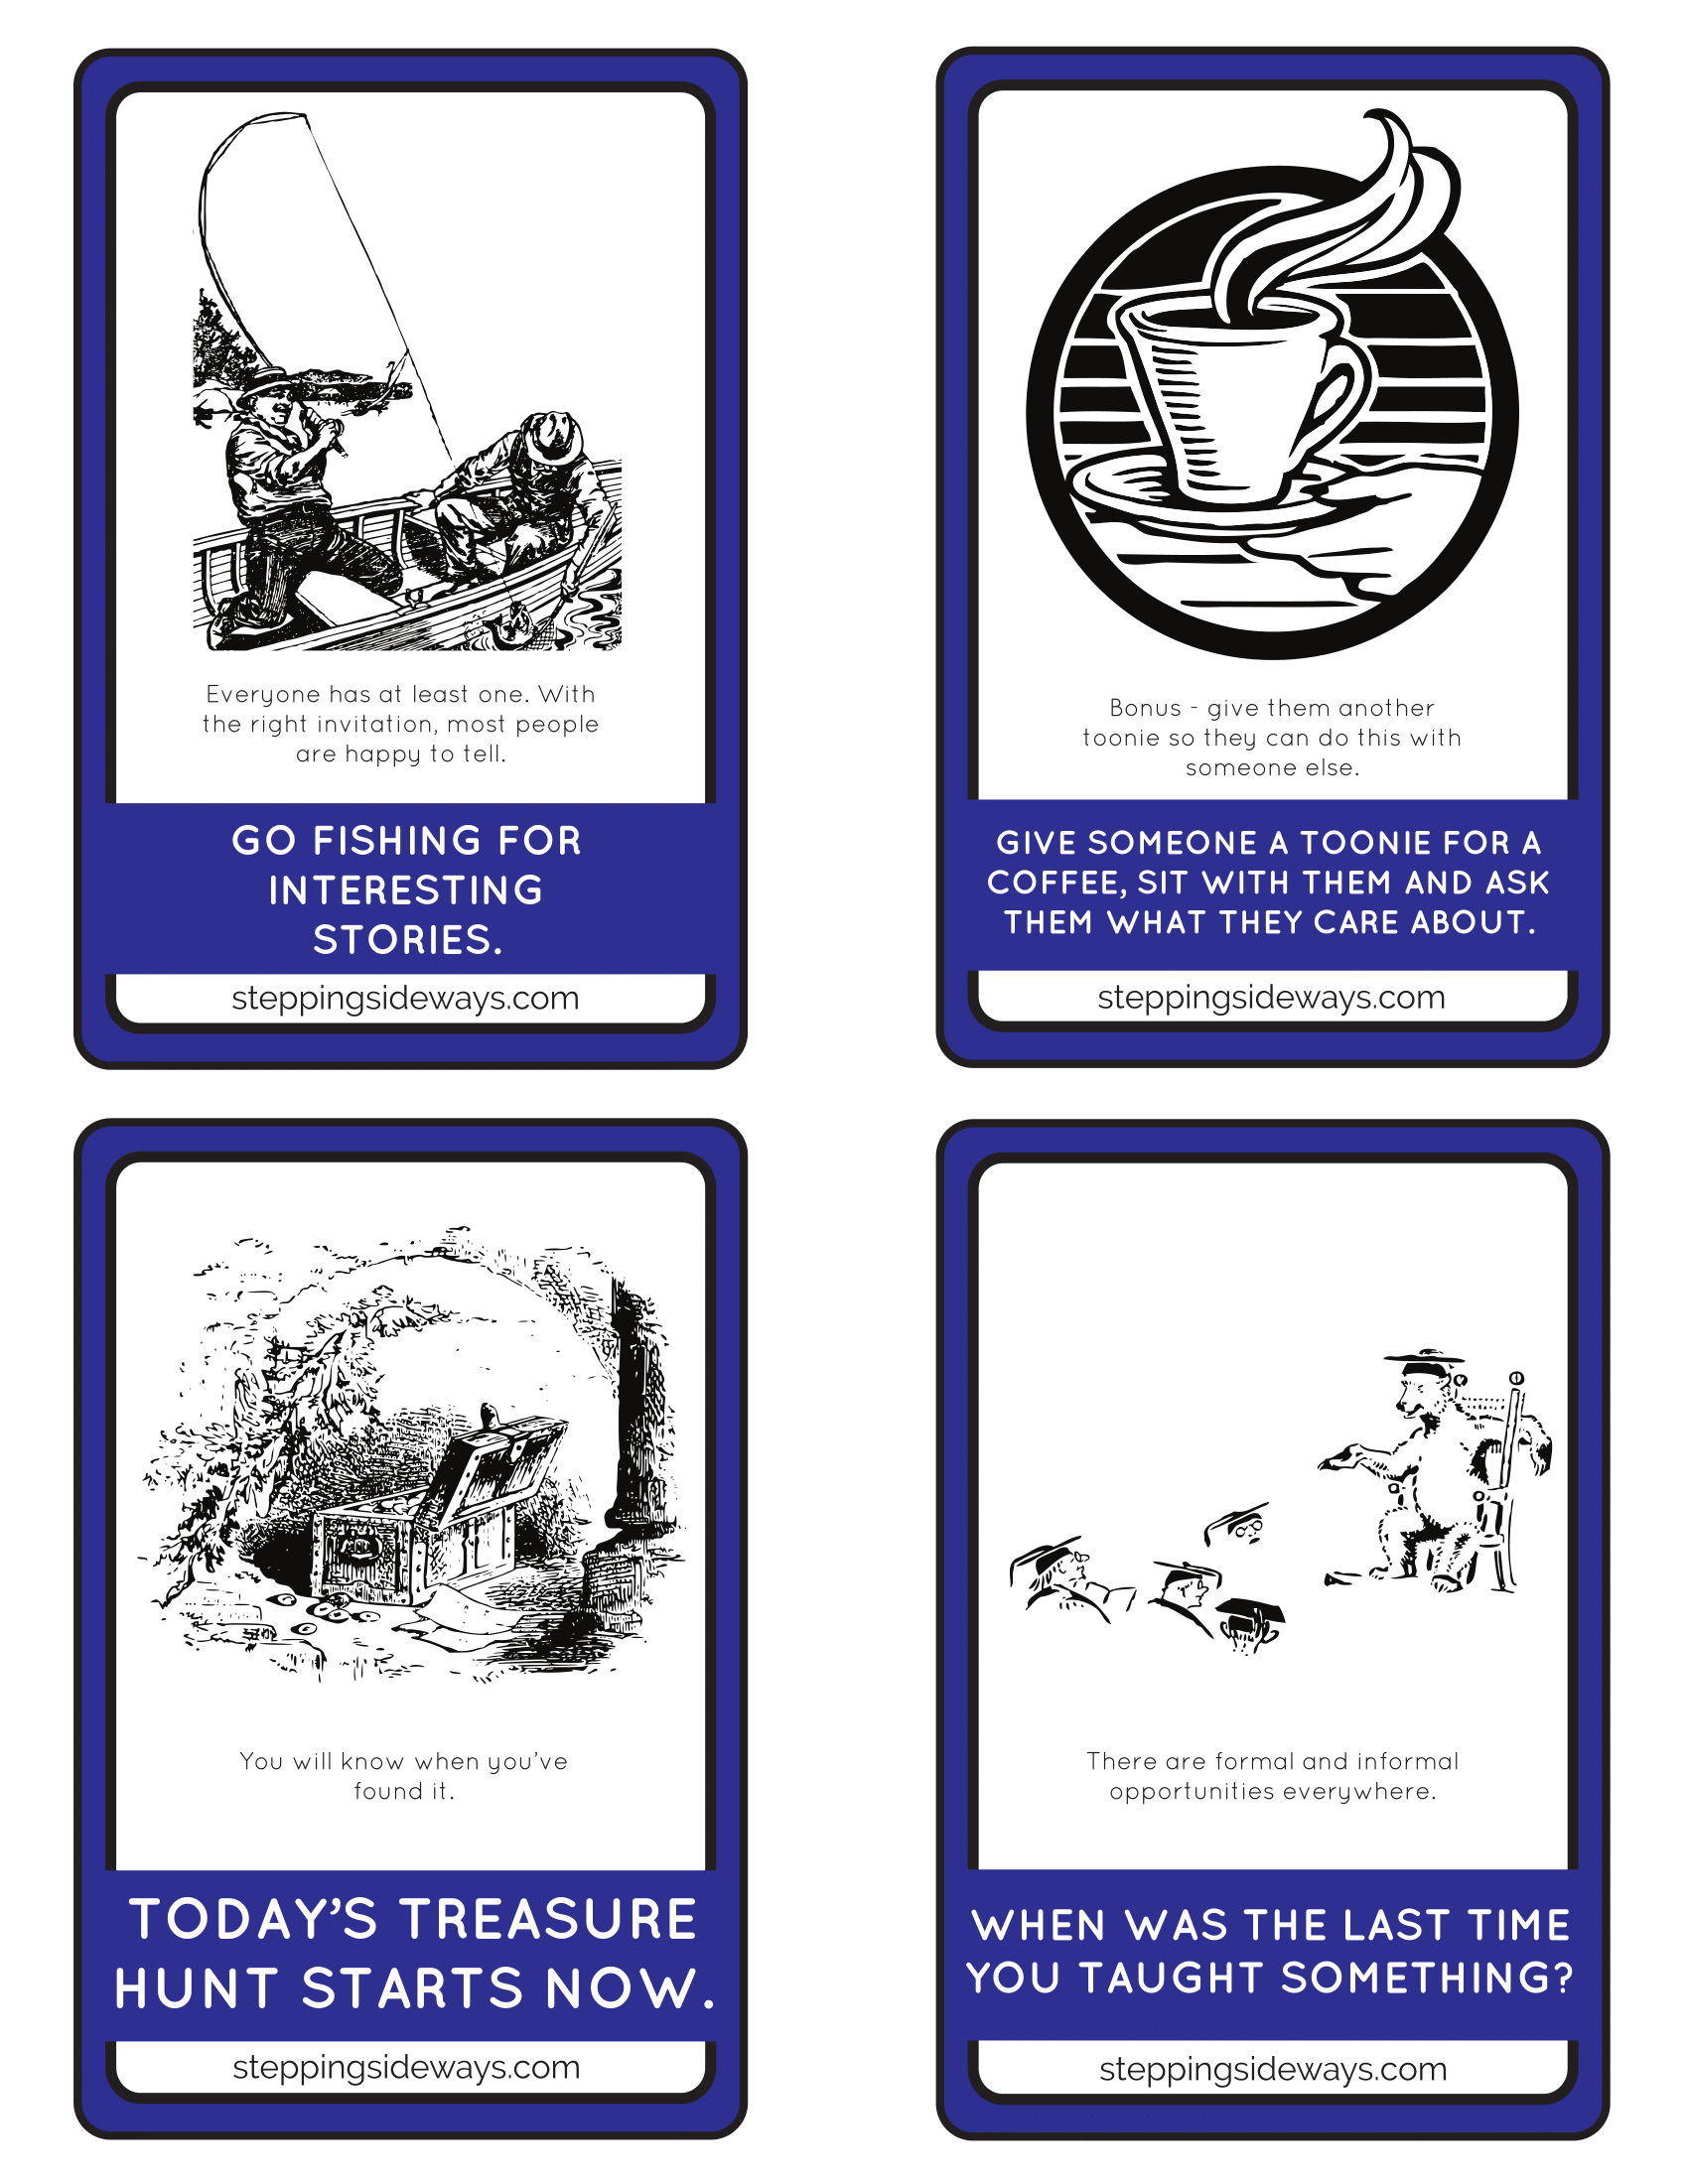 Everyone has at least one. With
the right invitation, most people
are happy to tell.
GO FISHING FOR
INTERESTING
STORIES.
steppingsideways.com
Bonus - give them another
toonie so they can do this with
someone else.
GIVE SOMEONE A TOONIE FOR A
COFFEE, SIT WITH THEM AND ASK
THEM WHAT THEY CARE ABOUT.
steppingsideways.com
You will know when you’ve
found it.
TODAY’S TREASURE
HUNT STARTS NOW.
steppingsideways.com
There are formal and informal
opportunities everywhere.
WHEN WAS THE LAST TIME
YOU TAUGHT SOMETHING?
steppingsideways.com